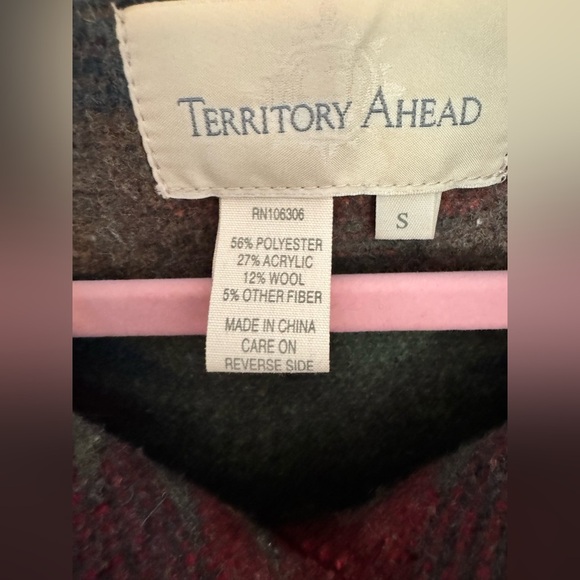 TERRITORY AHEAD
S
RN106306
56% POLYESTER
27% ACRYLIC
12% WOOL
5% OTHER FIBER
MADE IN CHINA
CARE ON
REVERSE SIDE